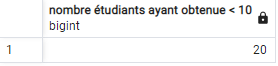 nombre étudiants ayant obtenue < 10
bigint
1 20